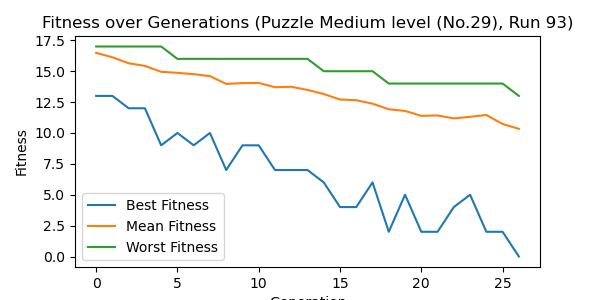 Fitness over Generations (Puzzle Medium level (No.29), Run 93)
17.5
15.0
12.5
10.0
7.5
5.0
2.5
0.0
Fitness
Best Fitness
Mean Fitness
Worst Fitness
0 5 10 15 20 25
Generation